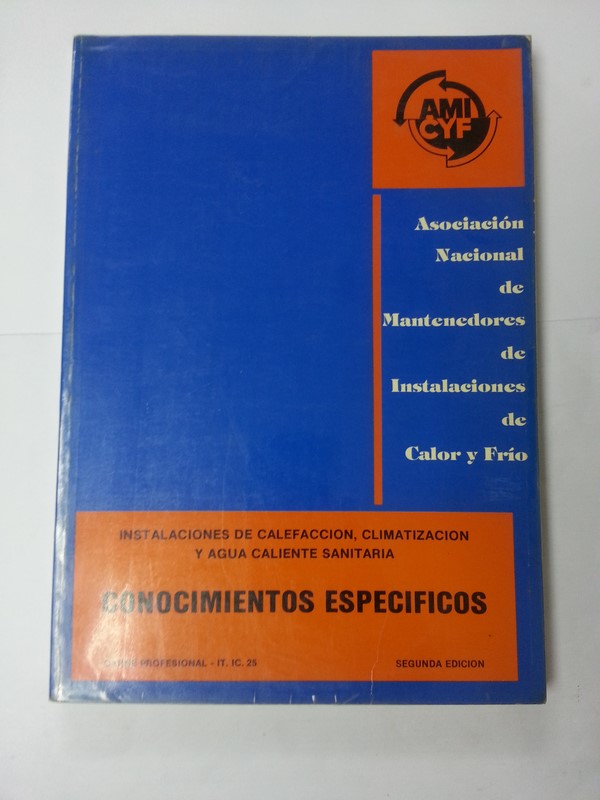 AMI
CYF
Asociación
Nacional
de
Mantenedores
de
Instalaciones
de
Calor y Frío
INSTALACIONES DE CALEFACCION, CLIMATIZACION
Y AGUA CALIENTE SANITARIA
CONOCIMIENTOS ESPECIFICOS
PROFESIONAL - IT. IC. 25
SEGUNDA EDICION